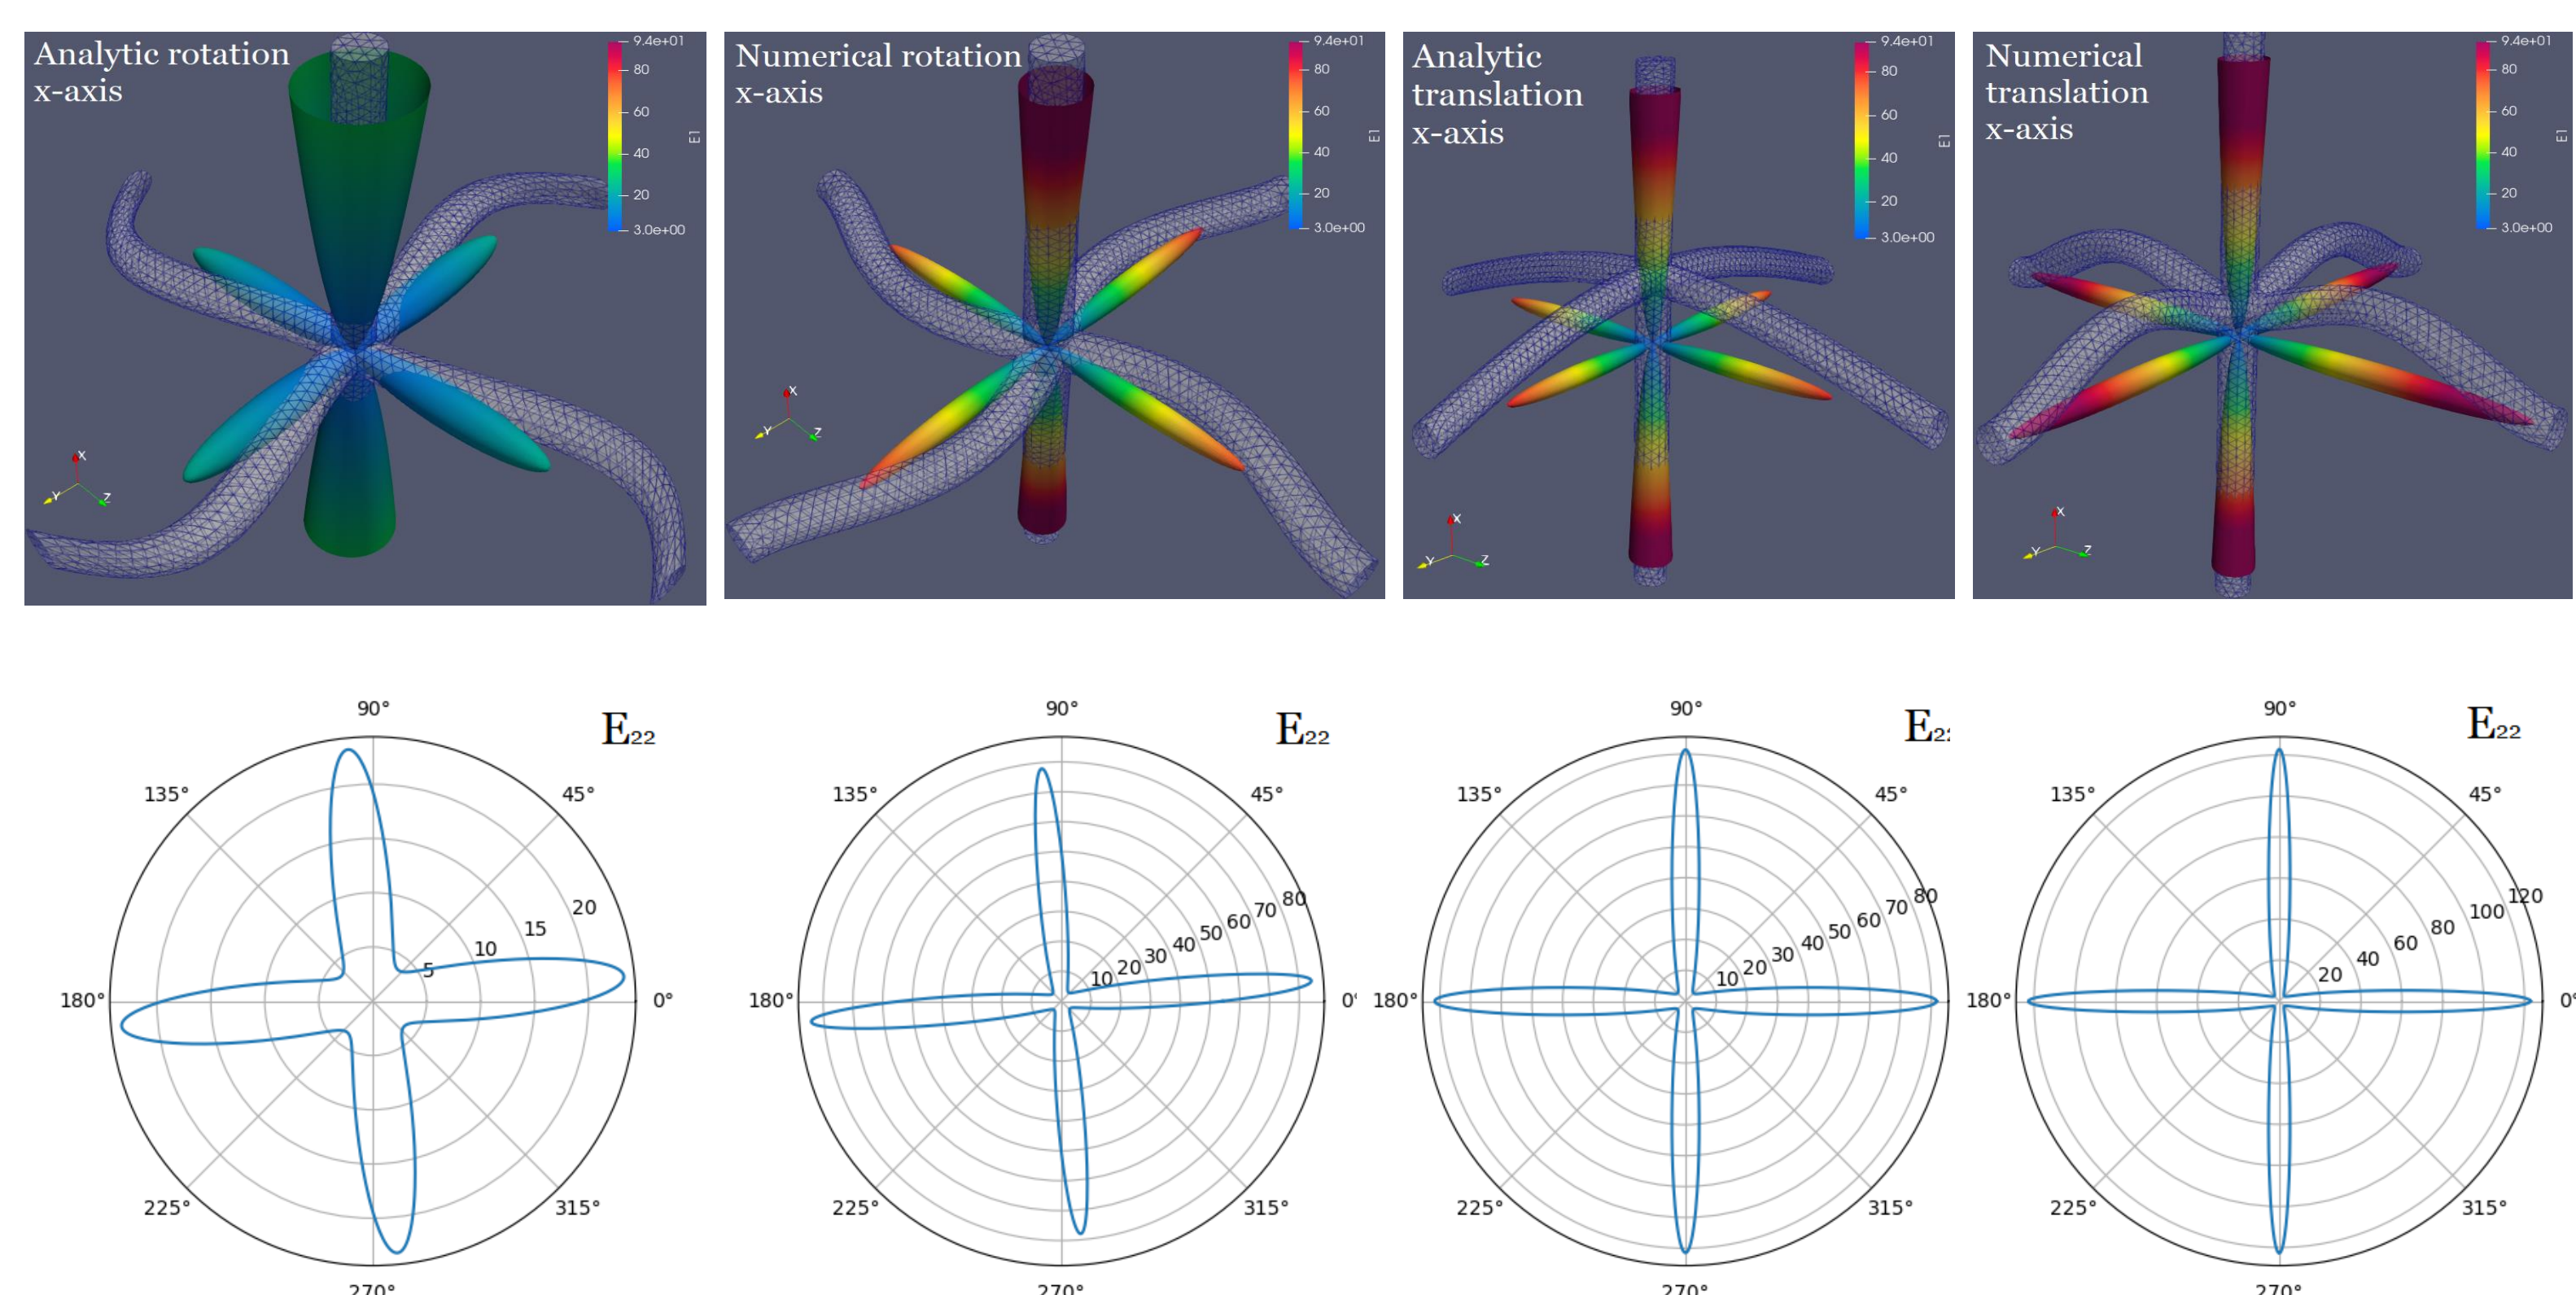 Analytic rotation
x-axis
9.4e+01
80
60
40
20
3.0e+00
E1
X
Y
Z
Numerical rotation
x-axis
9.4e+01
80
60
40
20
3.0e+00
E1
X
Y
Z
Analytic
translation
x-axis
9.4e+01
80
60
40
20
3.0e+00
E1
X
Y
Z
Numerical
translation
x-axis
9.4e+01
80
60
40
20
3.0e+00
E1
X
Y
Z
E22
90°
135°
45°
180°
0°
225°
315°
270°
5
10
15
20
E22
90°
135°
45°
180°
0°
225°
315°
270°
10
20
30
40
50
60
70
80
E22
90°
135°
45°
180°
225°
315°
270°
10
20
30
40
50
60
70
80
E22
90°
135°
45°
180°
0°
225°
315°
270°
20
40
60
80
100
120